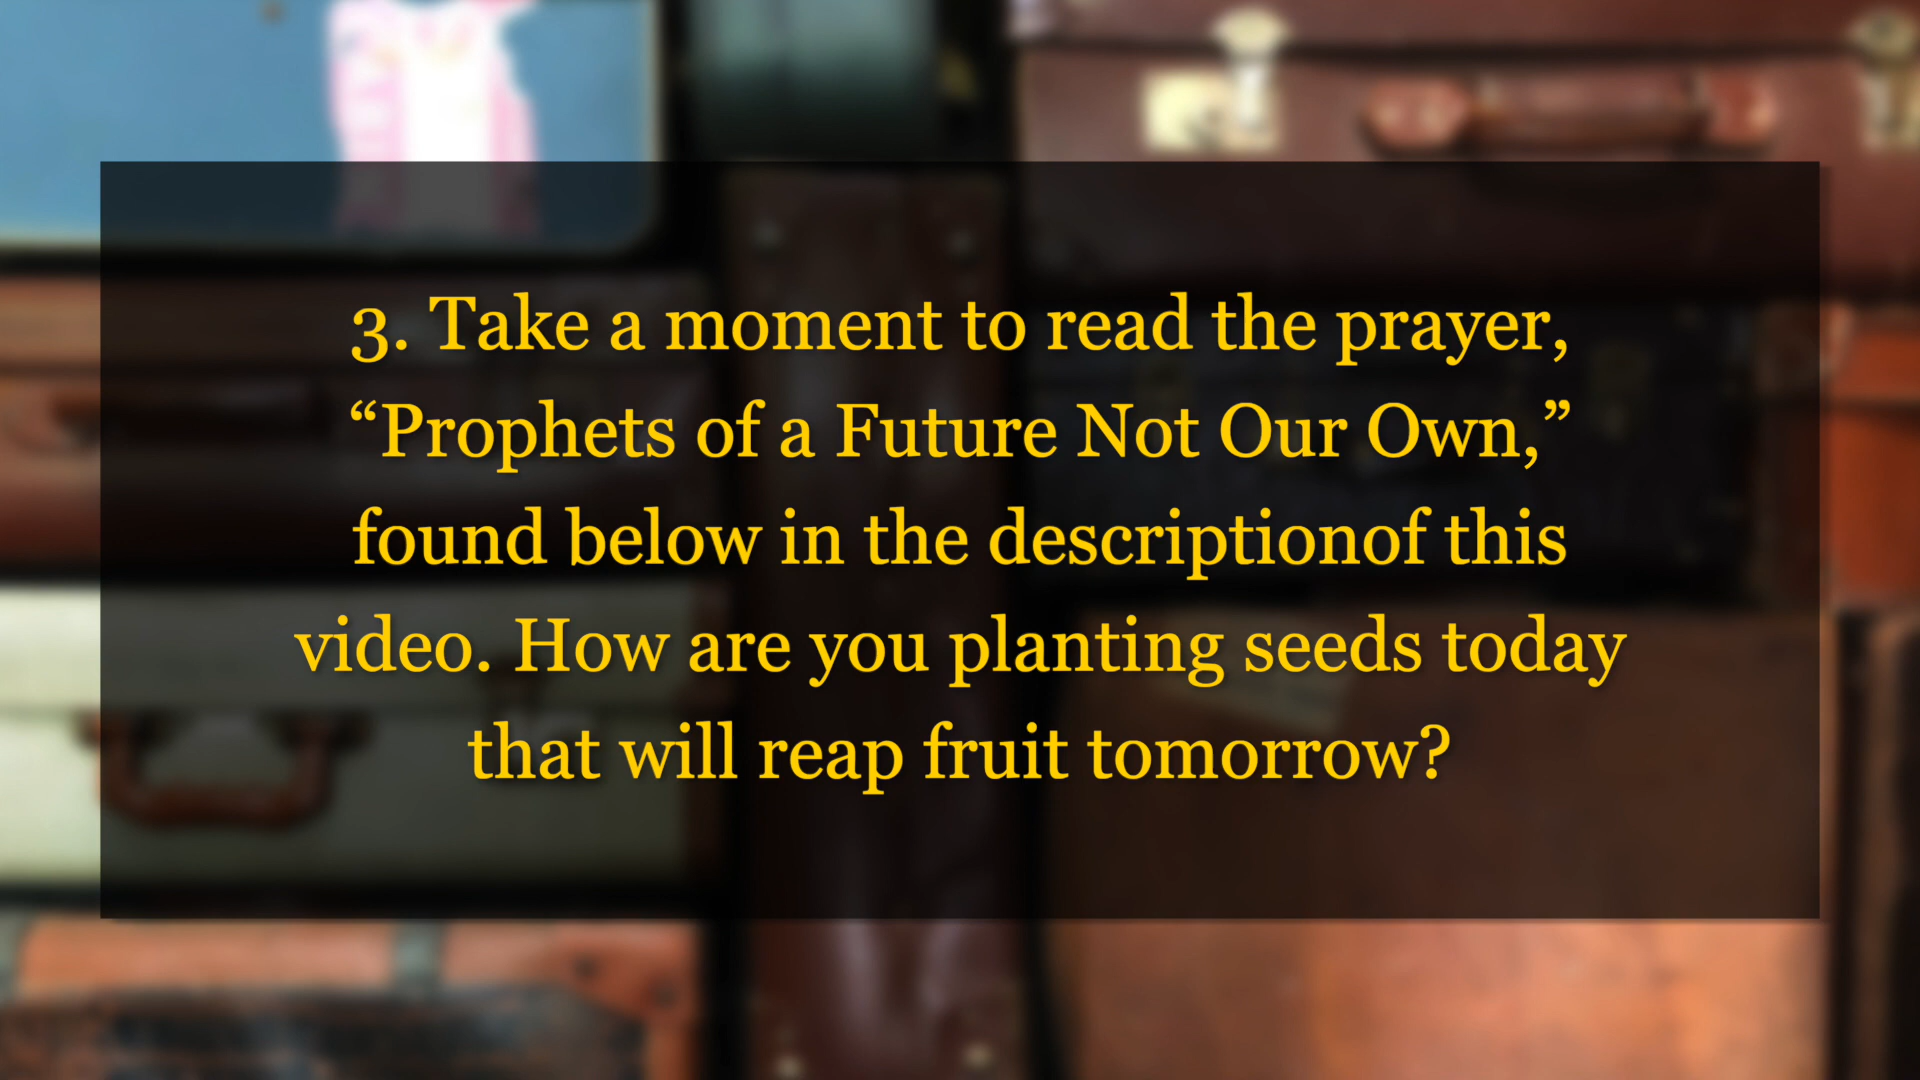 3. Take a moment to read the prayer,
“Prophets of a Future Not Our Own,”
found below in the descriptionof this
video. How are you planting seeds today
that will reap fruit tomorrow?